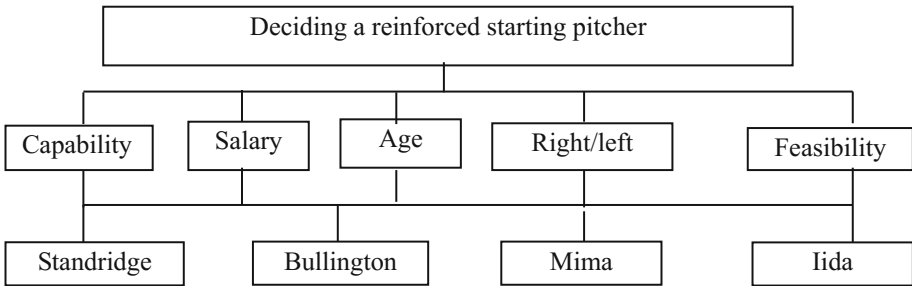 Deciding a reinforced starting pitcher
Capability
Salary
Age
Right/left
Feasibility
Standridge
Bullington
Mima
Iida